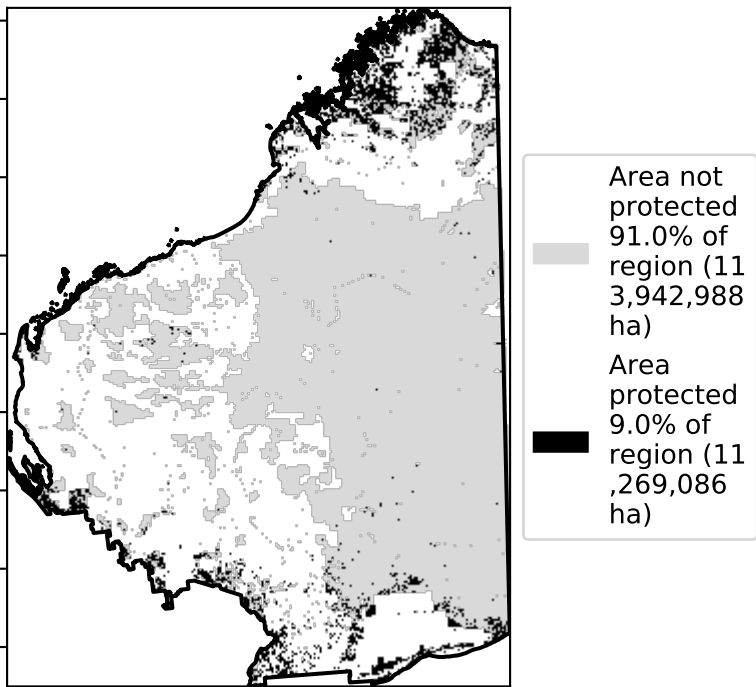 Area not
protected
91.0% of
region (11
3,942,988
ha)
Area
protected
9.0% of
region (11
,269,086
ha)